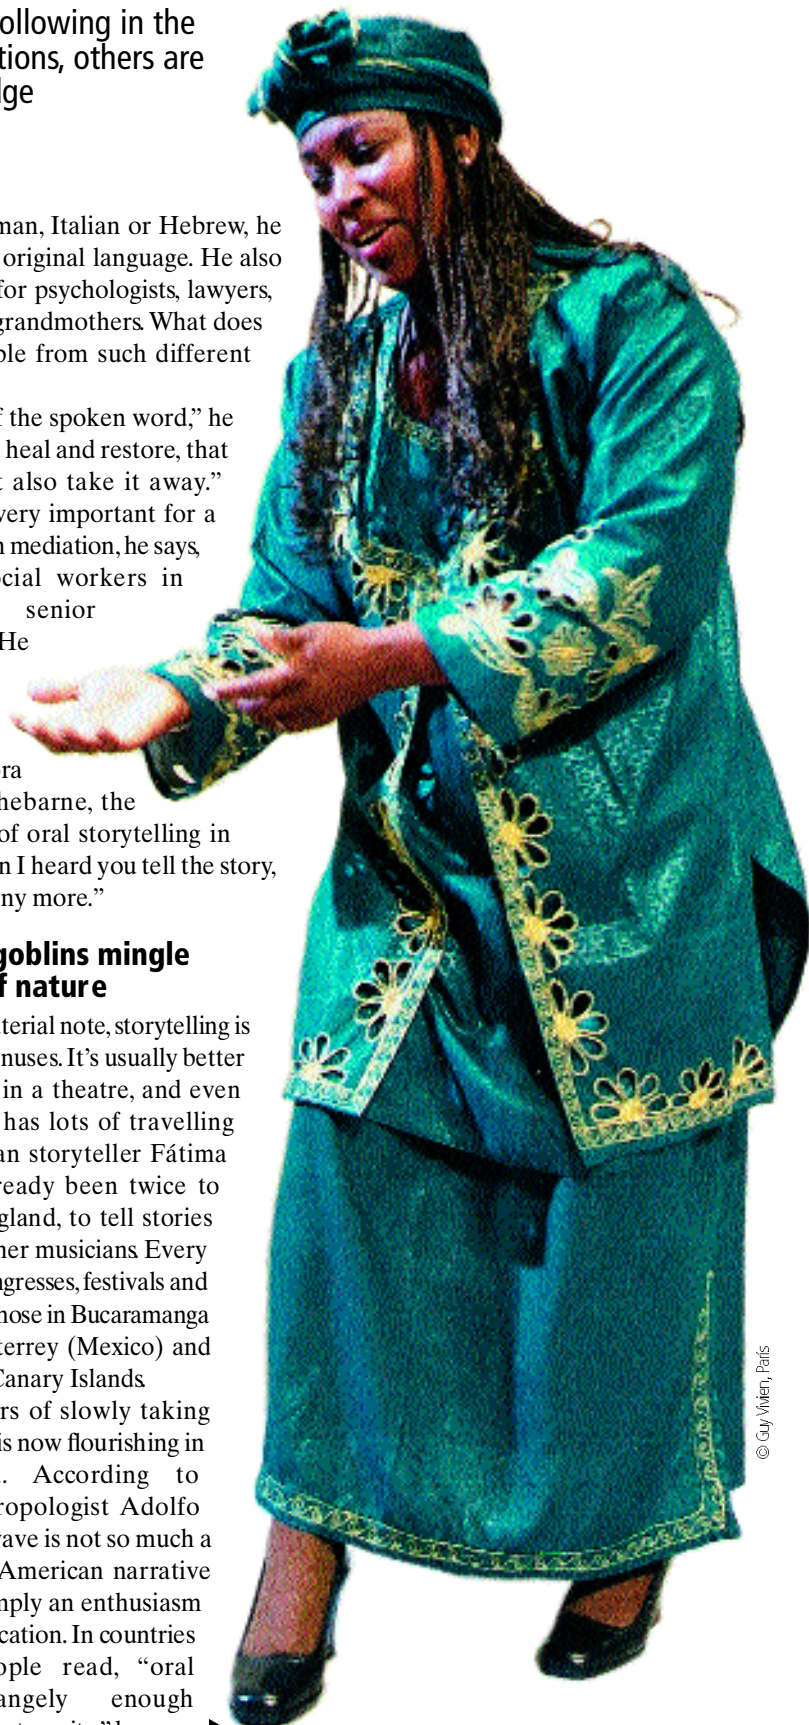 ollowing in the
tions, others are
lge
man, Italian or Hebrew, he
original language. He also
for psychologists, lawyers,
grandmothers. What does
ple from such different
f the spoken word,” he
heal and restore, that
t also take it away.”
very important for a
n mediation, he says,
ocial workers in
senior
He
ora
hebarne, the
of oral storytelling in
n I heard you tell the story,
ny more.”
goblins mingle
f nature
aterial note, storytelling is
nuses. It’s usually better
in a theatre, and even
has lots of travelling
an storyteller Fátima
ready been twice to
gland, to tell stories
her musicians. Every
ngresses, festivals and
hose in Bucaramanga
terrey (Mexico) and
Canary Islands.
rs of slowly taking
is now flourishing in
. According to
ropologist Adolfo
wave is not so much a
American narrative
mply an enthusiasm
cation. In countries
ople read, “oral
angely enough
© Guy Vivien, París